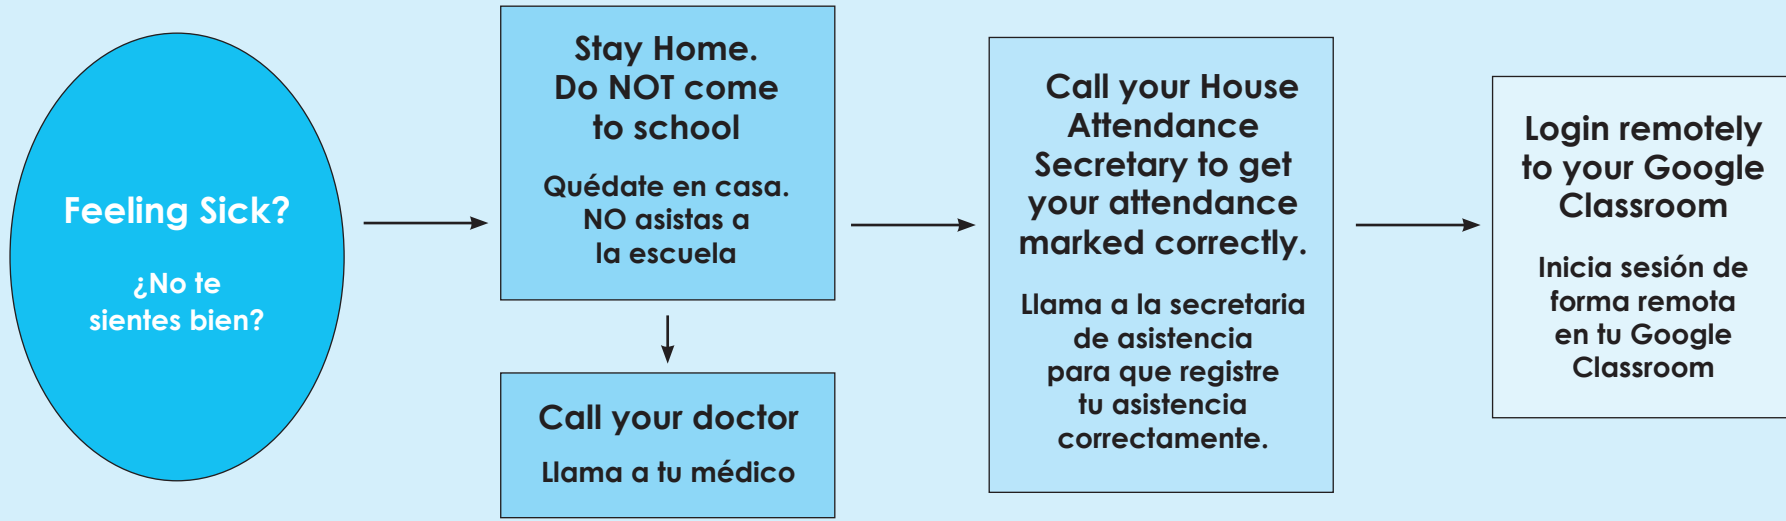 Feeling Sick?
¿No te
sientes bien?
Stay Home.
Do NOT come
to school
Quédate en casa.
NO asistas a
la escuela
Call your doctor
Llama a tu médico
Call your House
Attendance
Secretary to get
your attendance
marked correctly.
Llama a la secretaria
de asistencia
para que registre
tu asistencia
correctamente.
Login remotely
to your Google
Classroom
Inicia sesión de
forma remota
en tu Google
Classroom